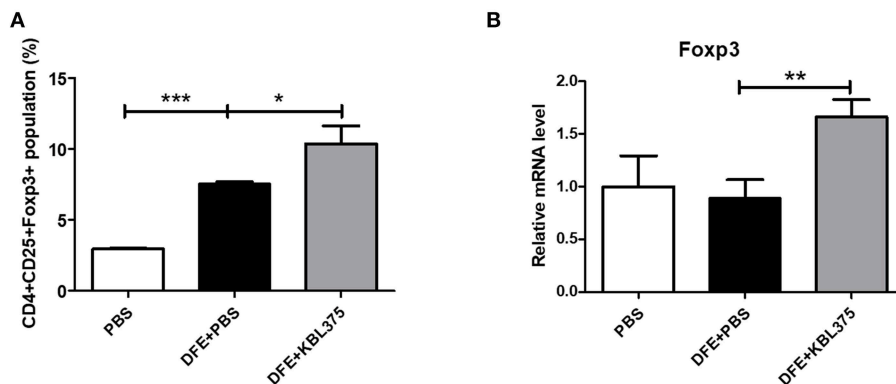 A
CD4+CD25+Foxp3+ population (%)
15
10
5
0
***
*
PBS
DFE+PBS
DFE+KBL375
B
Foxp3
Relative mRNA level
2.0
1.5
1.0
0.5
0.0
**
PBS
DFE+PBS
DFE+KBL375